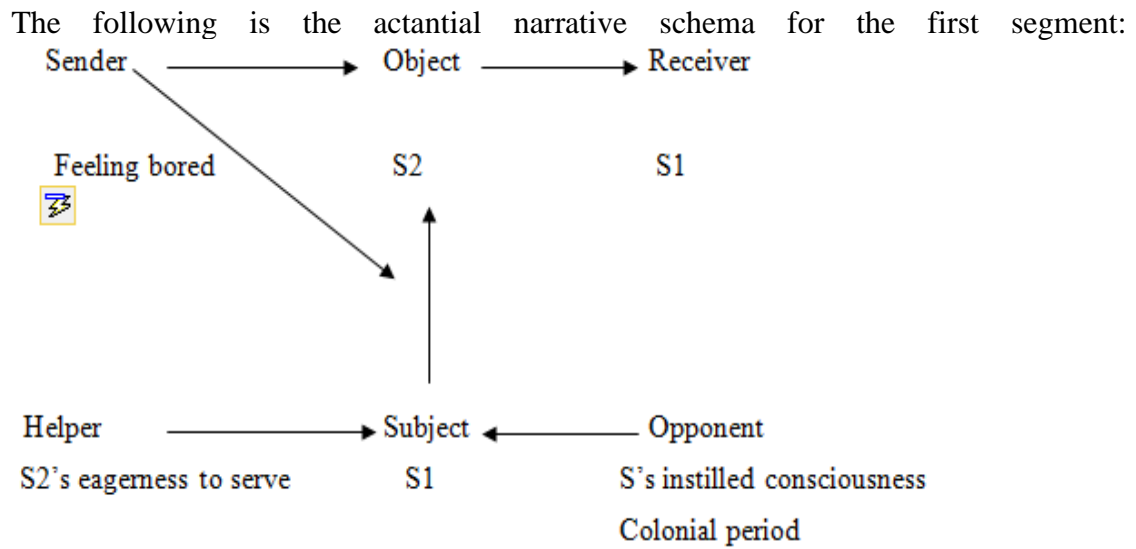 The following is the actantial narrative schema for the first segment:
Sender Object Receiver
Feeling bored S2 S1
Helper Subject Opponent
S2's eagerness to serve S1 S's instilled consciousness
Colonial period